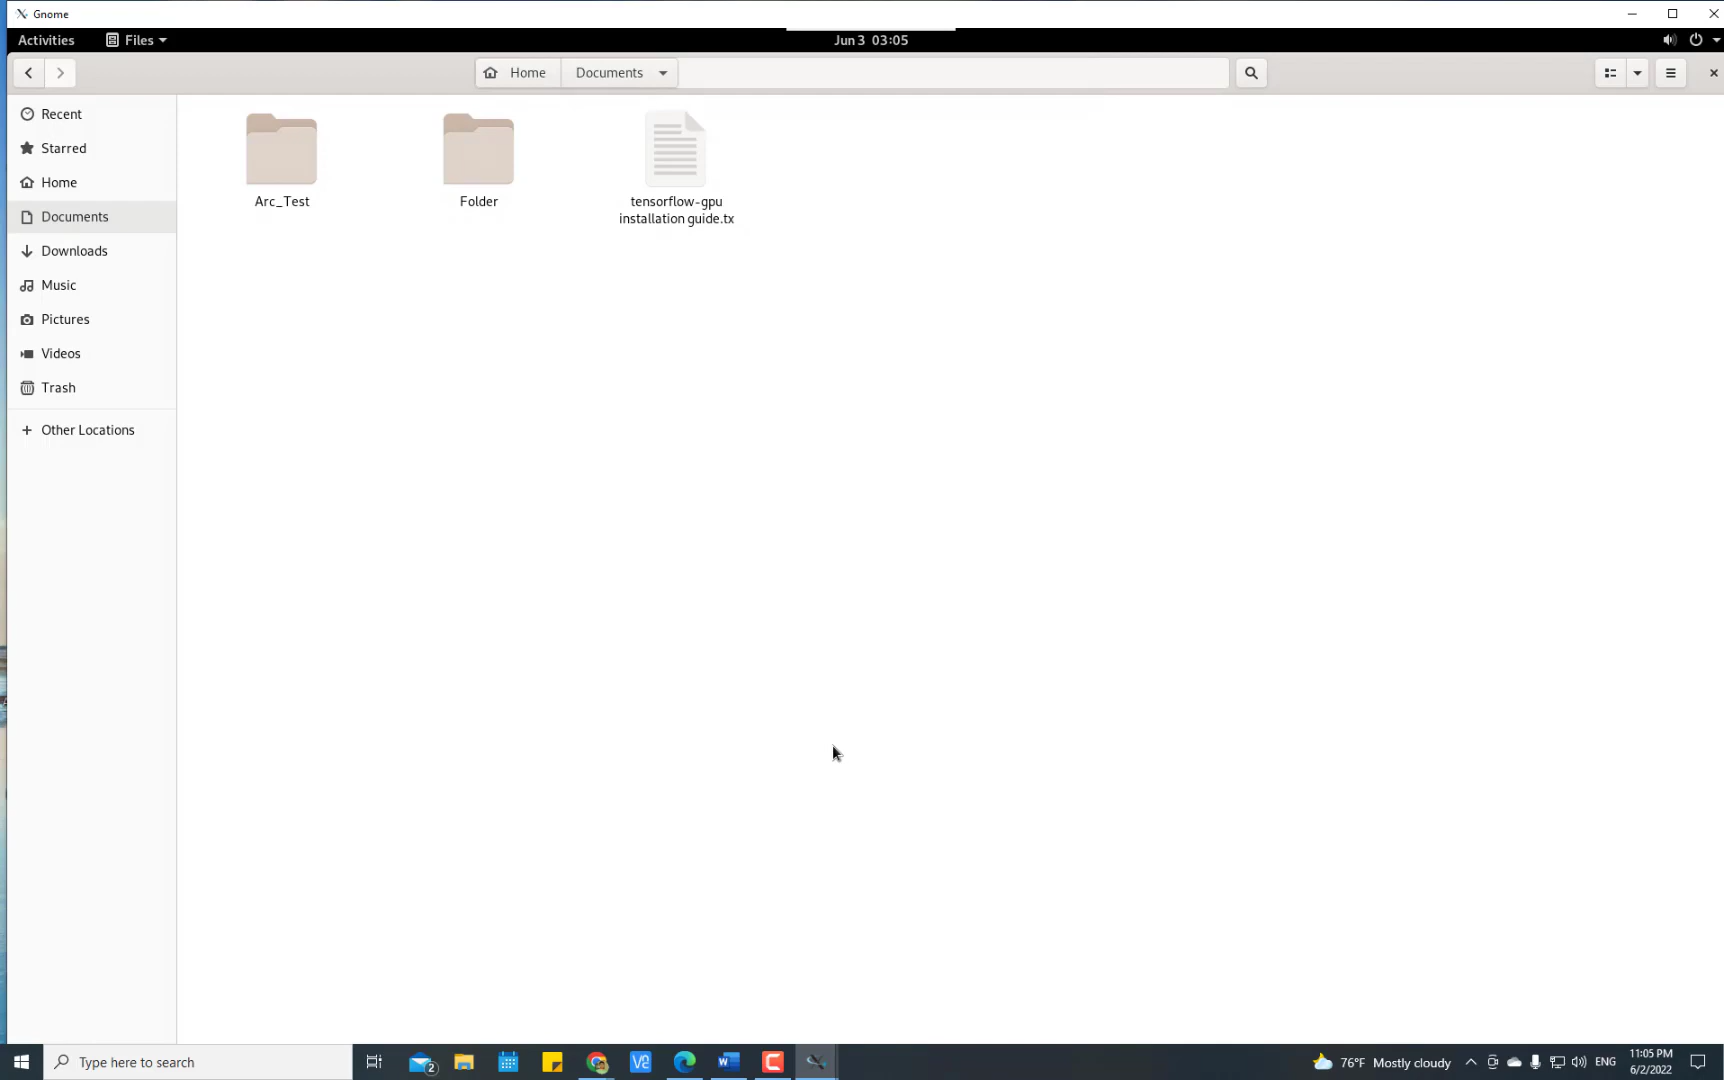 Gnome
Activities Files Jun 3 03:05
Home Documents
Recent
Starred
Home
Documents
Downloads
Music
Pictures
Videos
Trash
Other Locations
Arc_Test
Folder
tensorflow-gpu
installation guide.tx
Type here to search
2
76°F Mostly cloudy
ENG
11:05 PM
6/2/2022